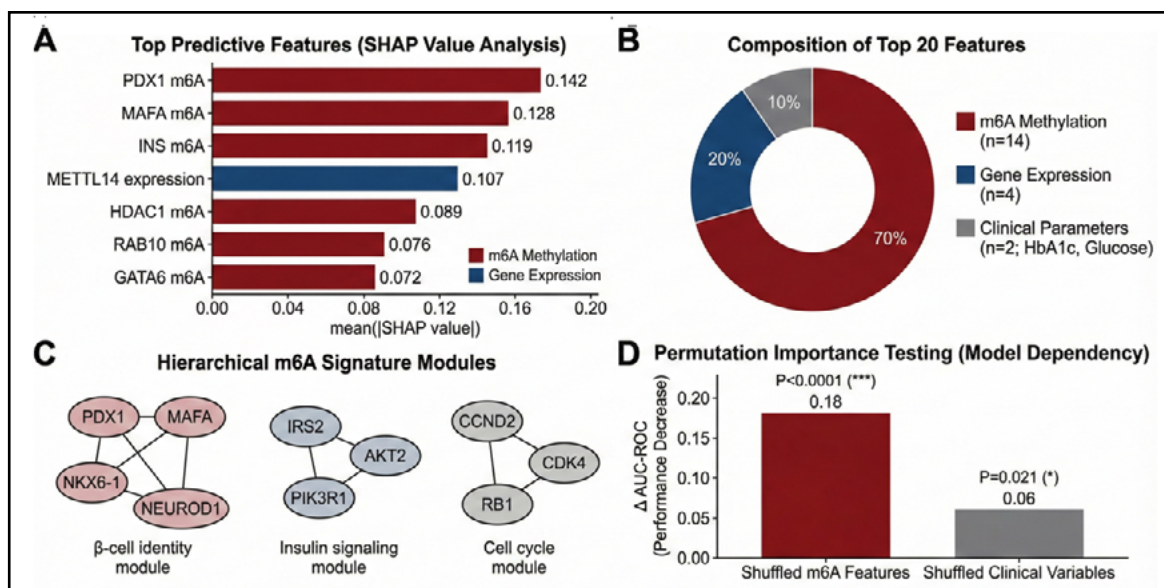 A
Top Predictive Features (SHAP Value Analysis)
PDX1 m6A
0.142
MAFA m6A
0.128
INS m6A
0.119
METTL14 expression
0.107
HDAC1 m6A
0.089
RAB10 m6A
0.076
GATA6 m6A
0.072
m6A Methylation
Gene Expression
0.00 0.04 0.08 0.12 0.16 0.20
mean(|SHAP value|)
B
Composition of Top 20 Features
10%
20%
70%
m6A Methylation
(n=14)
Gene Expression
(n=4)
Clinical Parameters
(n=2; HbA1c, Glucose)
C
Hierarchical m6A Signature Modules
PDX1 MAFA
NKX6-1
NEUROD1
β-cell identity
module
IRS2
AKT2
PIK3R1
Insulin signaling
module
CCND2
CDK4
RB1
Cell cycle
module
D
Permutation Importance Testing (Model Dependency)
Δ AUC-ROC
(Performance Decrease)
0.20
0.15
0.10
0.05
0.00
P<0.0001 (***)
0.18
P=0.021 (*)
0.06
Shuffled m6A Features
Shuffled Clinical Variables